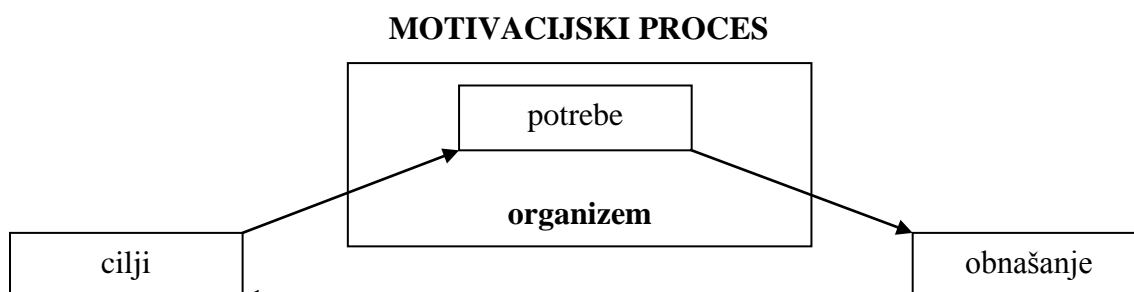 MOTIVACIJSKI PROCES
potrebe
organizem
cilji
obnašanje